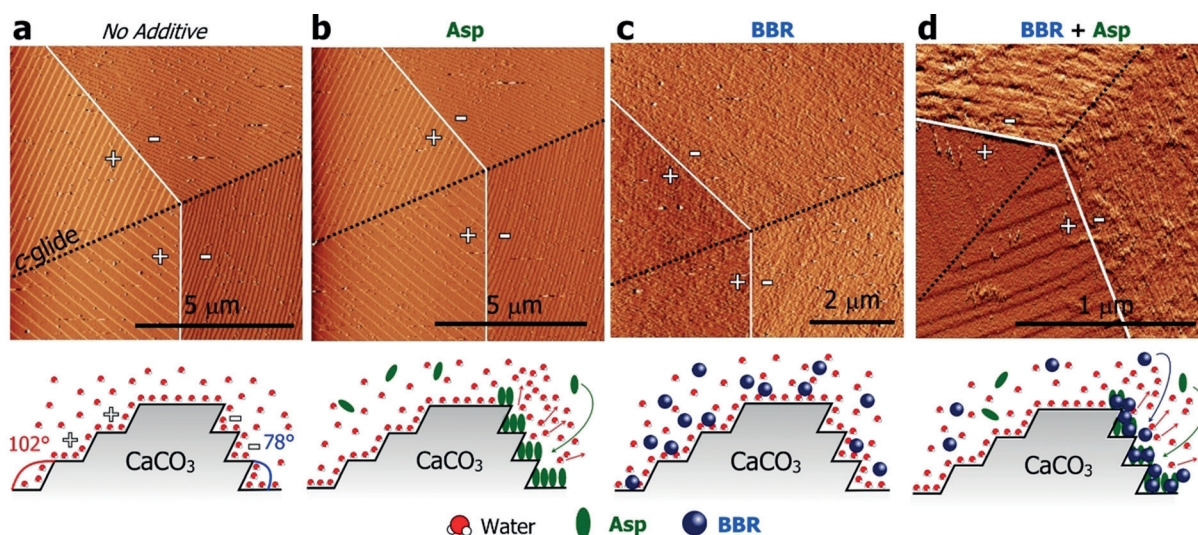 a No Additive
b Asp
c BBR
d BBR + Asp
+ -
+ -
c-glide
5 µm
+ -
+ -
5 µm
+ -
+ -
2 µm
- +
+ -
1 µm
102° + + CaCO3 - - 78°
CaCO3
CaCO3
CaCO3
Water Asp BBR